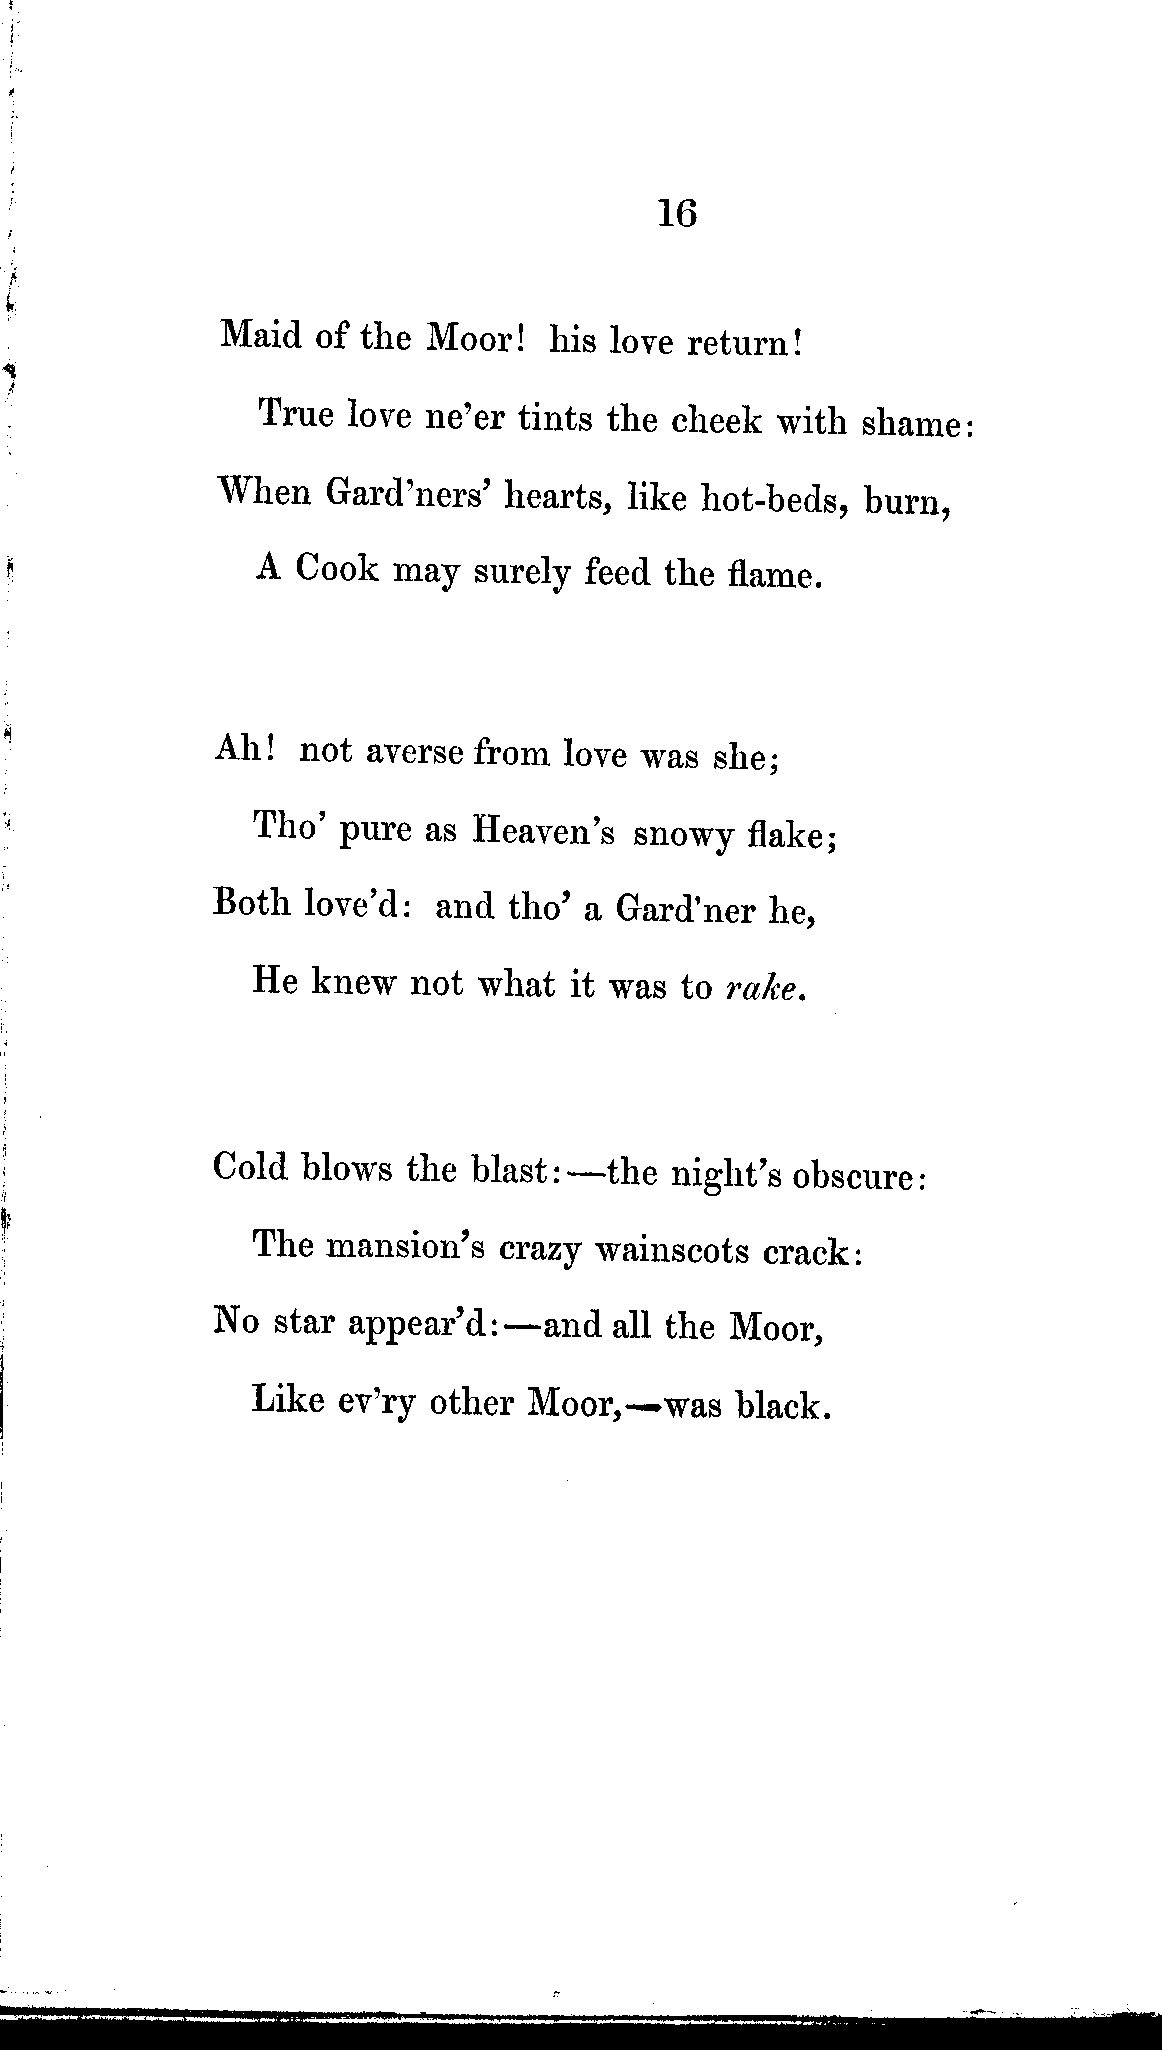 16
Maid of the Moor! his love return!
True love ne'er tints the cheek with shame:
When Gard'ners' hearts, like hot-beds, burn,
A Cook may surely feed the flame.
Ah! not averse from love was she;
Tho' pure as Heaven's snowy flake;
Both love'd: and tho' a Gard'ner he,
He knew not what it was to rake.
Cold blows the blast:—the night's obscure:
The mansion's crazy wainscots crack:
No star appear'd:—and all the Moor,
Like ev'ry other Moor,—was black.